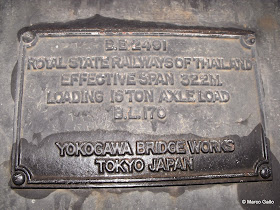 B.E 2491
ROYAL STATE RAILWAYS OF THAILAND
EFFECTIVE SPAN 32.2M.
LOADING 15 TON AXLE LOAD
B.L.170
YOKOGAWA BRIDGE WORKS
TOKYO JAPAN
© Marco Gallo